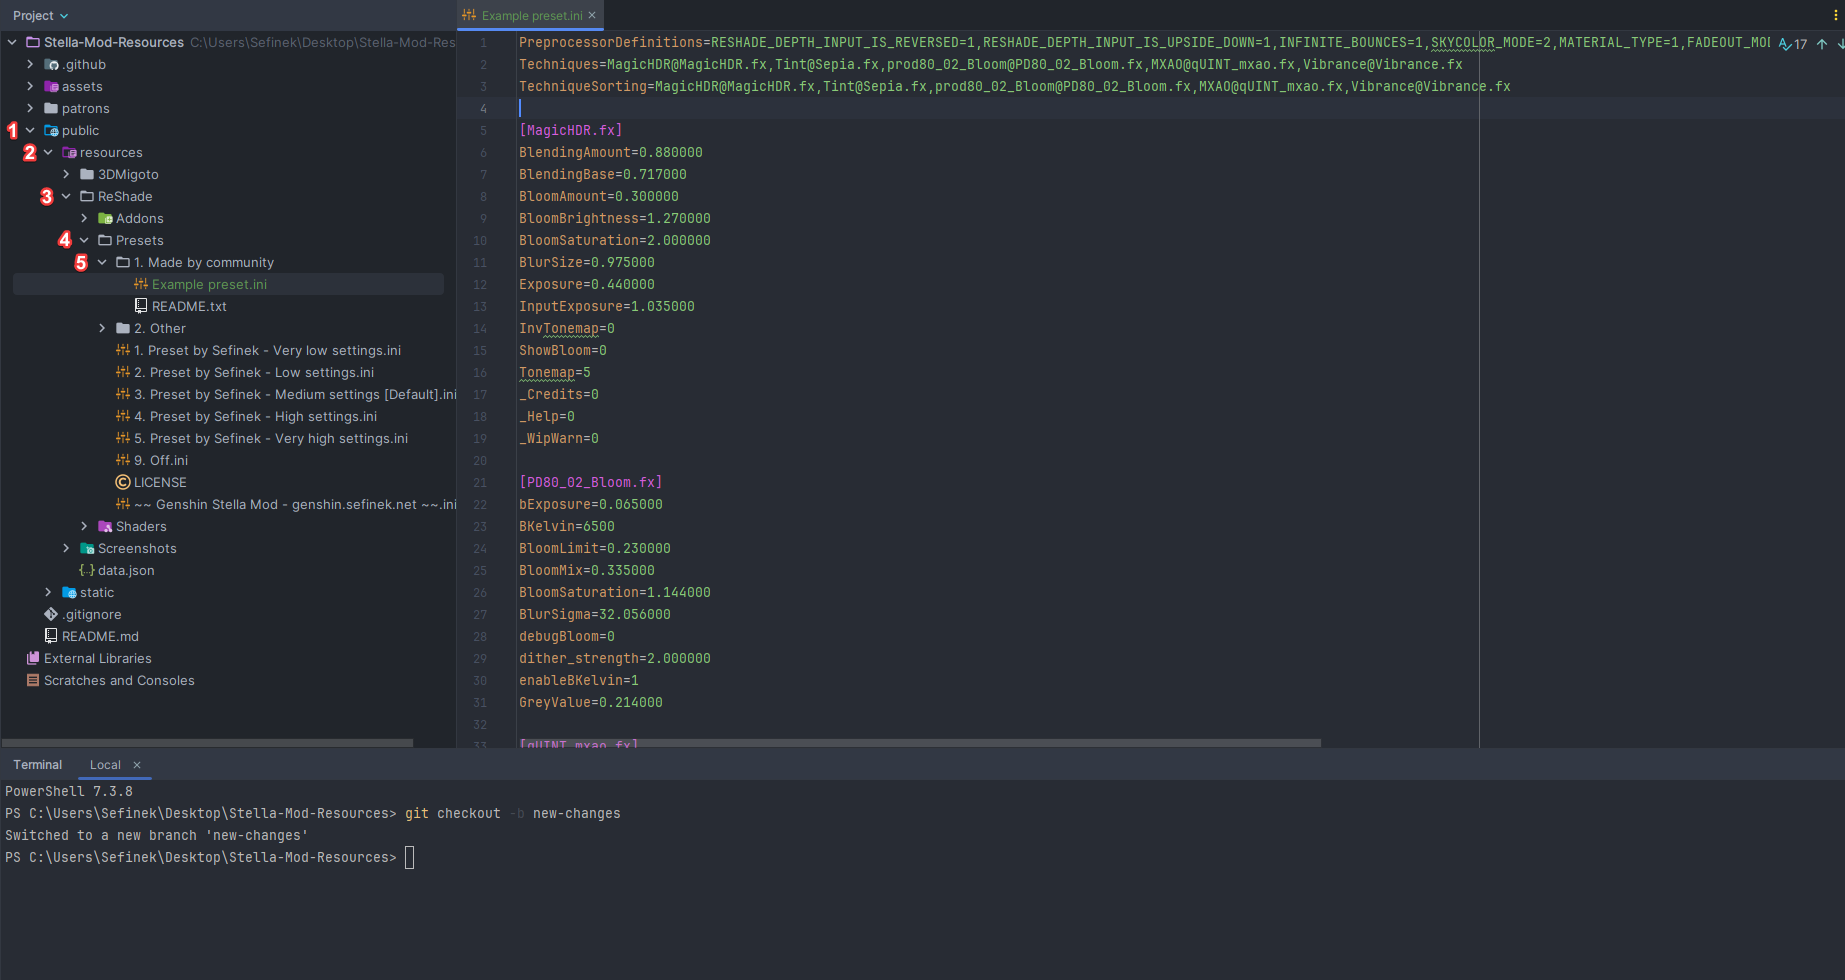 Project
Example preset.ini
Stella-Mod-Resources C:\Users\Sefinek\Desktop\Stella-Mod-Res
.github
assets
patrons
1 public
2 resources
3DMigoto
3 ReShade
Addons
4 Presets
5 1. Made by community
Example preset.ini
README.txt
2. Other
1. Preset by Sefinek - Very low settings.ini
2. Preset by Sefinek - Low settings.ini
3. Preset by Sefinek - Medium settings [Default].ini
4. Preset by Sefinek - High settings.ini
5. Preset by Sefinek - Very high settings.ini
9. Off.ini
LICENSE
~~ Genshin Stella Mod - genshin.sefinek.net ~~.ini
Shaders
Screenshots
data.json
static
.gitignore
README.md
External Libraries
Scratches and Consoles
1 PreprocessorDefinitions=RESHADE_DEPTH_INPUT_IS_REVERSED=1,RESHADE_DEPTH_INPUT_IS_UPSIDE_DOWN=1,INFINITE_BOUNCES=1,SKYCOLOR_MODE=2,MATERIAL_TYPE=1,FADEOUT_MOD 17
2 Techniques=MagicHDR@MagicHDR.fx,Tint@Sepia.fx,prod80_02_Bloom@PD80_02_Bloom.fx,MXAO@qUINT_mxao.fx,Vibrance@Vibrance.fx
3 TechniqueSorting=MagicHDR@MagicHDR.fx,Tint@Sepia.fx,prod80_02_Bloom@PD80_02_Bloom.fx,MXAO@qUINT_mxao.fx,Vibrance@Vibrance.fx
4
5 [MagicHDR.fx]
6 BlendingAmount=0.880000
7 BlendingBase=0.717000
8 BloomAmount=0.300000
9 BloomBrightness=1.270000
10 BloomSaturation=2.000000
11 BlurSize=0.975000
12 Exposure=0.440000
13 InputExposure=1.035000
14 InvTonemap=0
15 ShowBloom=0
16 Tonemap=5
17 _Credits=0
18 _Help=0
19 _WipWarn=0
20
21 [PD80_02_Bloom.fx]
22 bExposure=0.065000
23 BKelvin=6500
24 BloomLimit=0.230000
25 BloomMix=0.335000
26 BloomSaturation=1.144000
27 BlurSigma=32.056000
28 debugBloom=0
29 dither_strength=2.000000
30 enableBKelvin=1
31 GreyValue=0.214000
32
33 [qUINT_mxao.fx]
Terminal Local
PowerShell 7.3.8
PS C:\Users\Sefinek\Desktop\Stella-Mod-Resources> git checkout -b new-changes
Switched to a new branch 'new-changes'
PS C:\Users\Sefinek\Desktop\Stella-Mod-Resources>